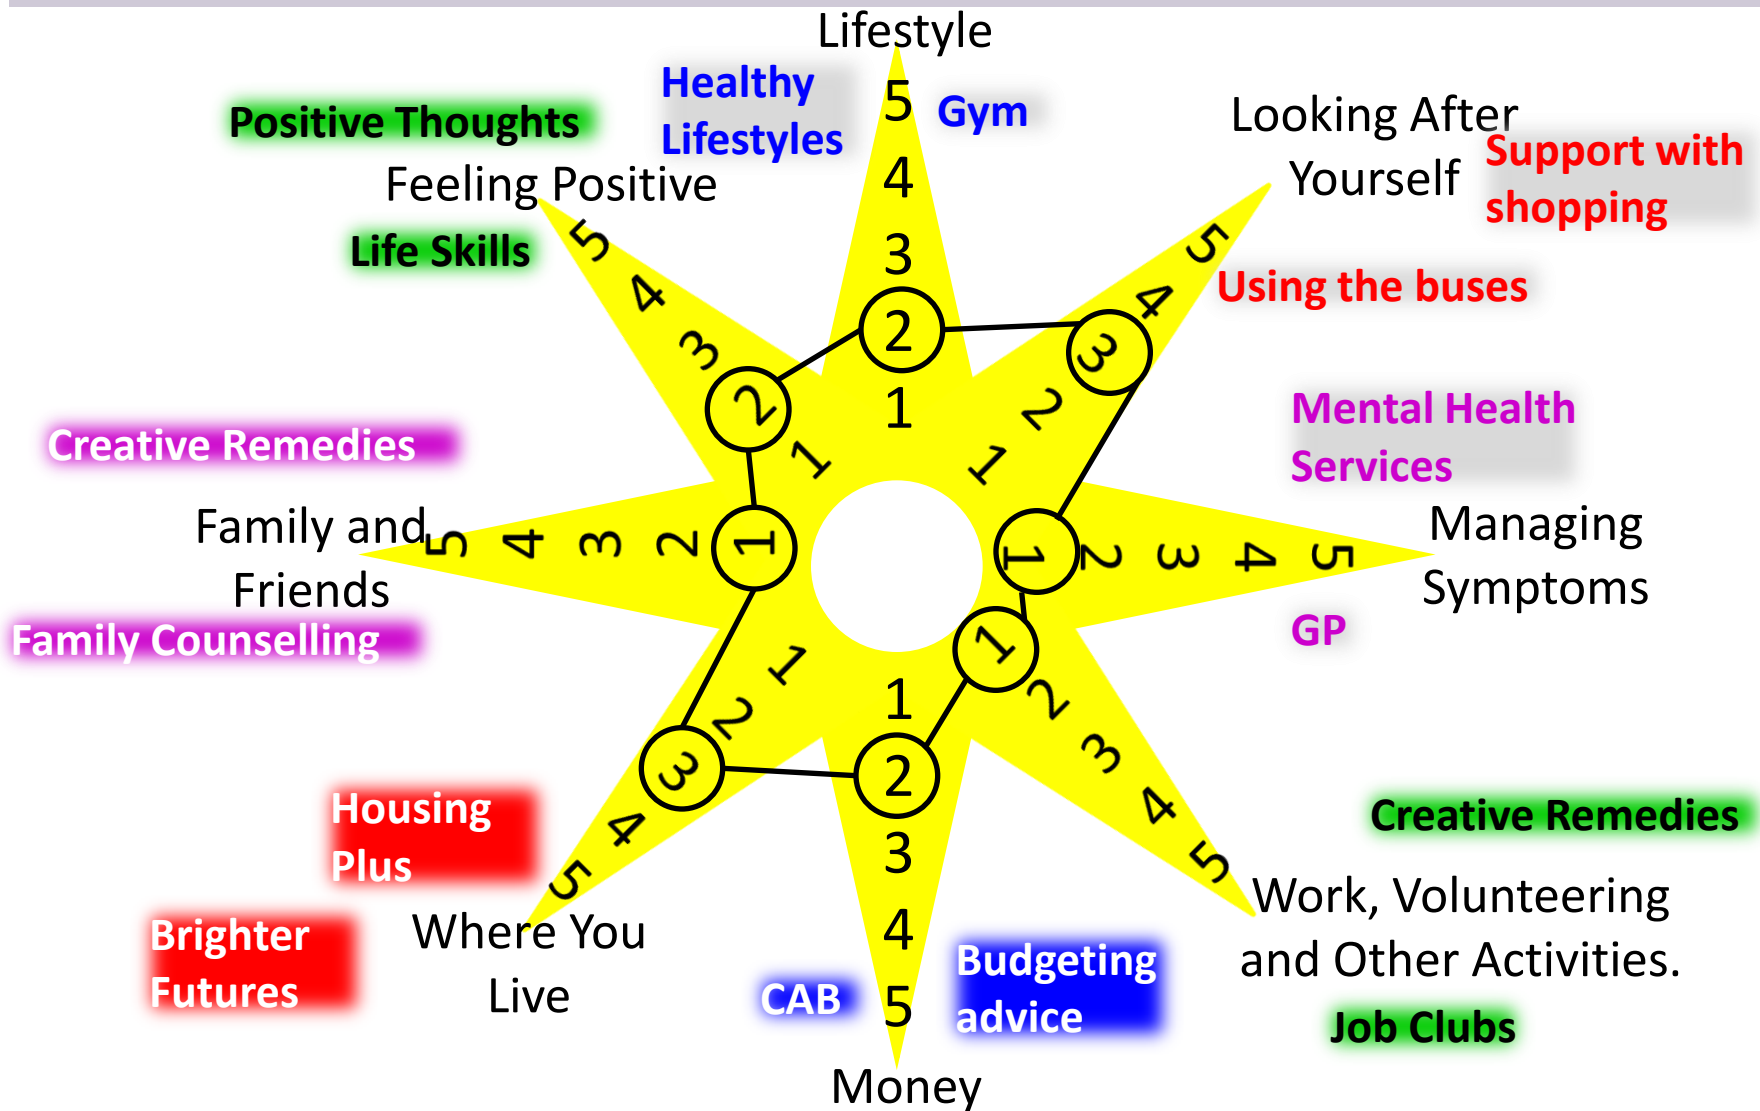 Lifestyle
Healthy
Lifestyles
5
Gym
4
3
2
1
Looking After
Yourself
Support with
shopping
Using the buses
5
4
3
2
1
Mental Health
Services
Managing
Symptoms
GP
1 2 3 4 5
1
2
3
4
5
Creative Remedies
Work, Volunteering
and Other Activities.
Job Clubs
1
2
3
4
5
CAB
Budgeting
advice
Money
1
2
3
4
5
Housing
Plus
Brighter
Futures
Where You
Live
Creative Remedies
Family and
Friends
Family Counselling
5 4 3 2 1
Positive Thoughts
Feeling Positive
Life Skills
5
4
3
2
1